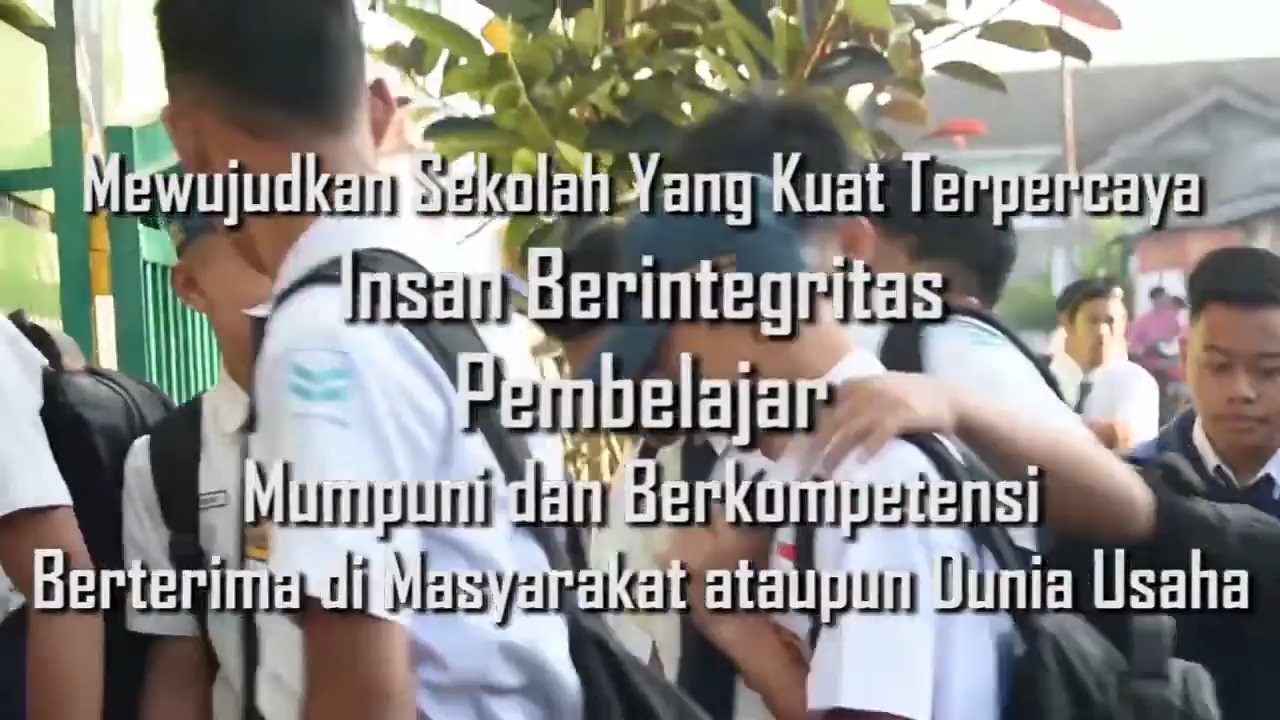 Mewujudkan Sekolah Yang Kuat Terpercaya
Insan Berintegritas
Pembelajar
Mumpuni dan Berkompetensi
Berterima di Masyarakat ataupun Dunia Usaha